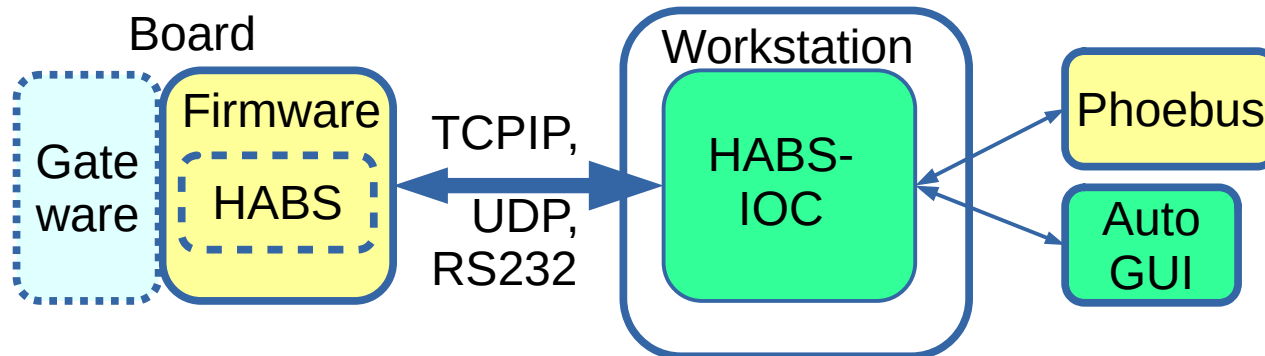 Board
Gate
ware
Firmware
HABS
TCPIP,
UDP,
RS232
Workstation
HABS-
IOC
Phoebus
Auto
GUI